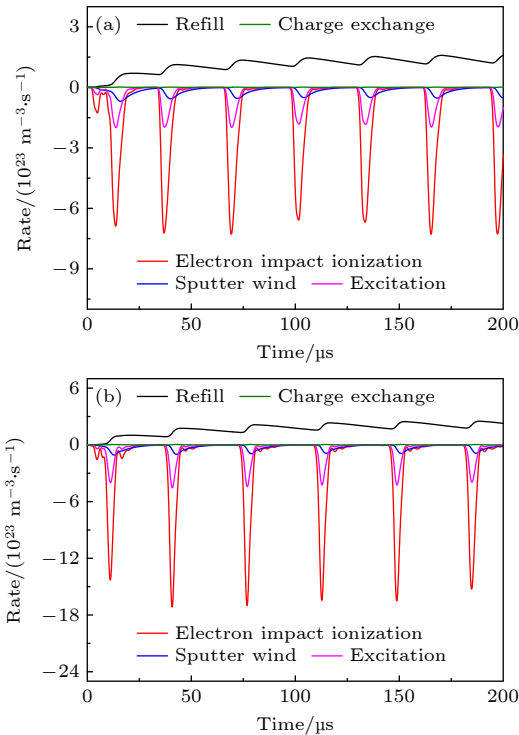 (a) Refill Charge exchange
3
0
−3
−6
−9
Rate/(10²³ m⁻³·s⁻¹)
Electron impact ionization
Sputter wind Excitation
0 50 100 150 200
Time/µs
(b) Refill Charge exchange
6
0
−6
−12
−18
−24
Rate/(10²³ m⁻³·s⁻¹)
Electron impact ionization
Sputter wind Excitation
0 50 100 150 200
Time/µs